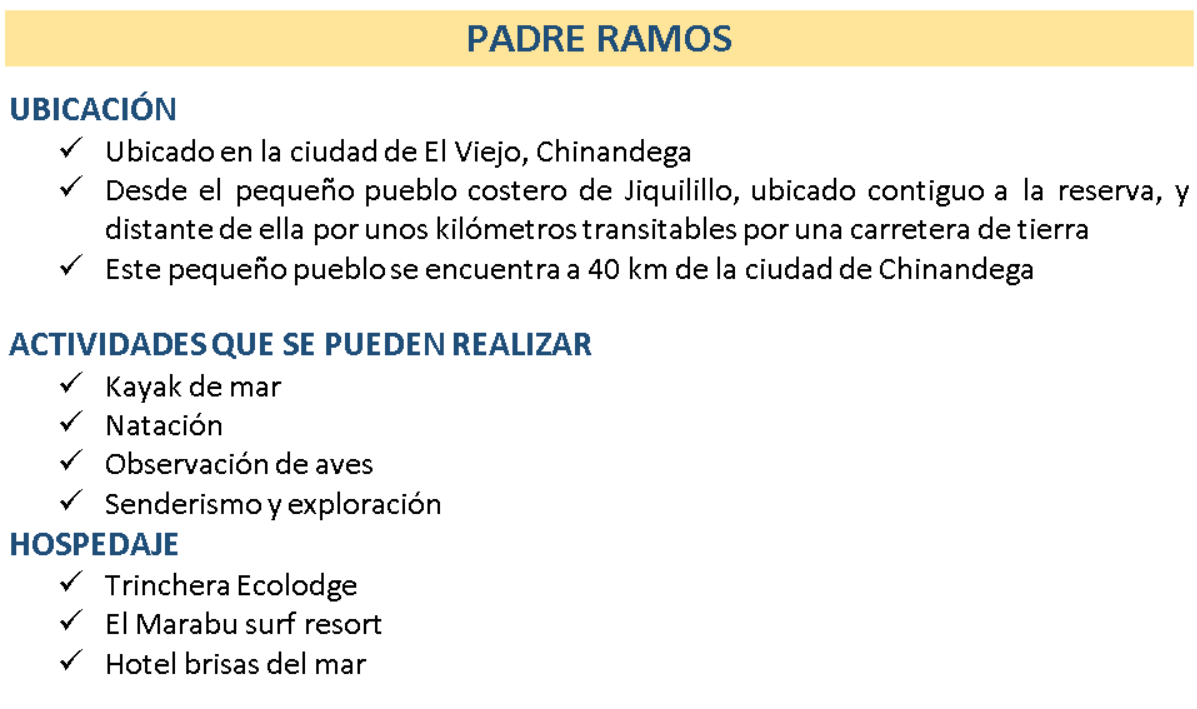 PADRE RAMOS
UBICACIÓN
✓ Ubicado en la ciudad de El Viejo, Chinandega
✓ Desde el pequeño pueblo costero de Jiquilillo, ubicado contiguo a la reserva, y
distante de ella por unos kilómetros transitables por una carretera de tierra
✓ Este pequeño pueblo se encuentra a 40 km de la ciudad de Chinandega
ACTIVIDADES QUE SE PUEDEN REALIZAR
✓ Kayak de mar
✓ Natación
✓ Observación de aves
✓ Senderismo y exploración
HOSPEDAJE
✓ Trinchera Ecolodge
✓ El Marabu surf resort
✓ Hotel brisas del mar